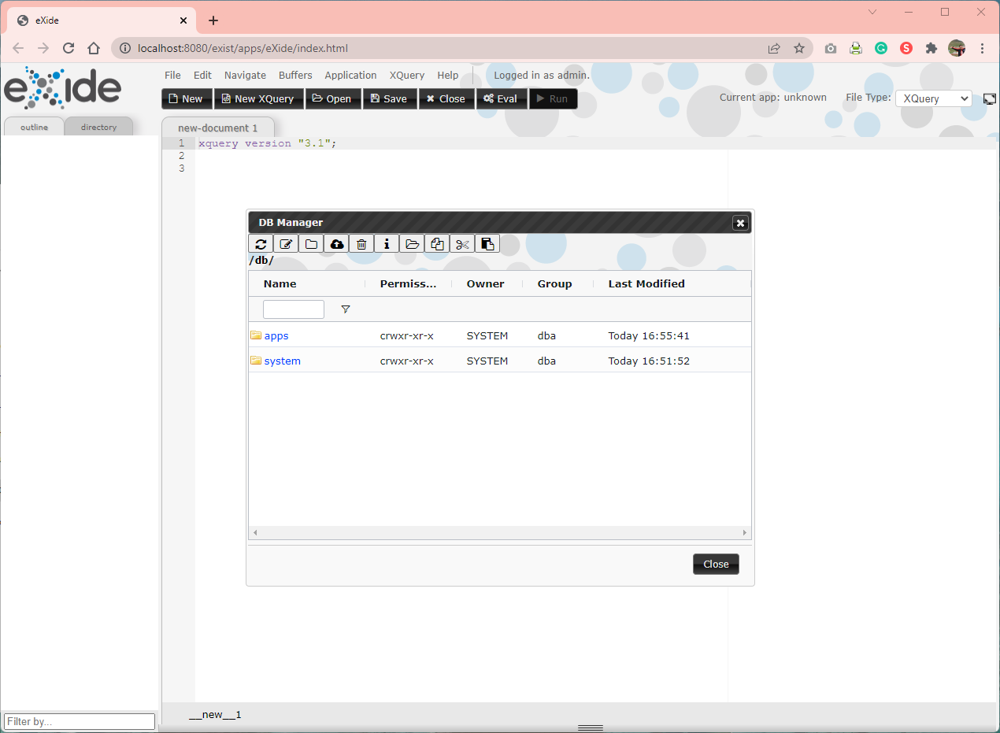 eXide
localhost:8080/exist/apps/eXide/index.html
eXide
File Edit Navigate Buffers Application XQuery Help Logged in as admin.
New New XQuery Open Save Close Eval Run
Current app: unknown File Type: XQuery
outline directory
new-document 1
1 xquery version "3.1";
2
3
DB Manager
/db/
Name Permiss... Owner Group Last Modified
apps crwxr-xr-x SYSTEM dba Today 16:55:41
system crwxr-xr-x SYSTEM dba Today 16:51:52
Close
Filter by...
__new__1